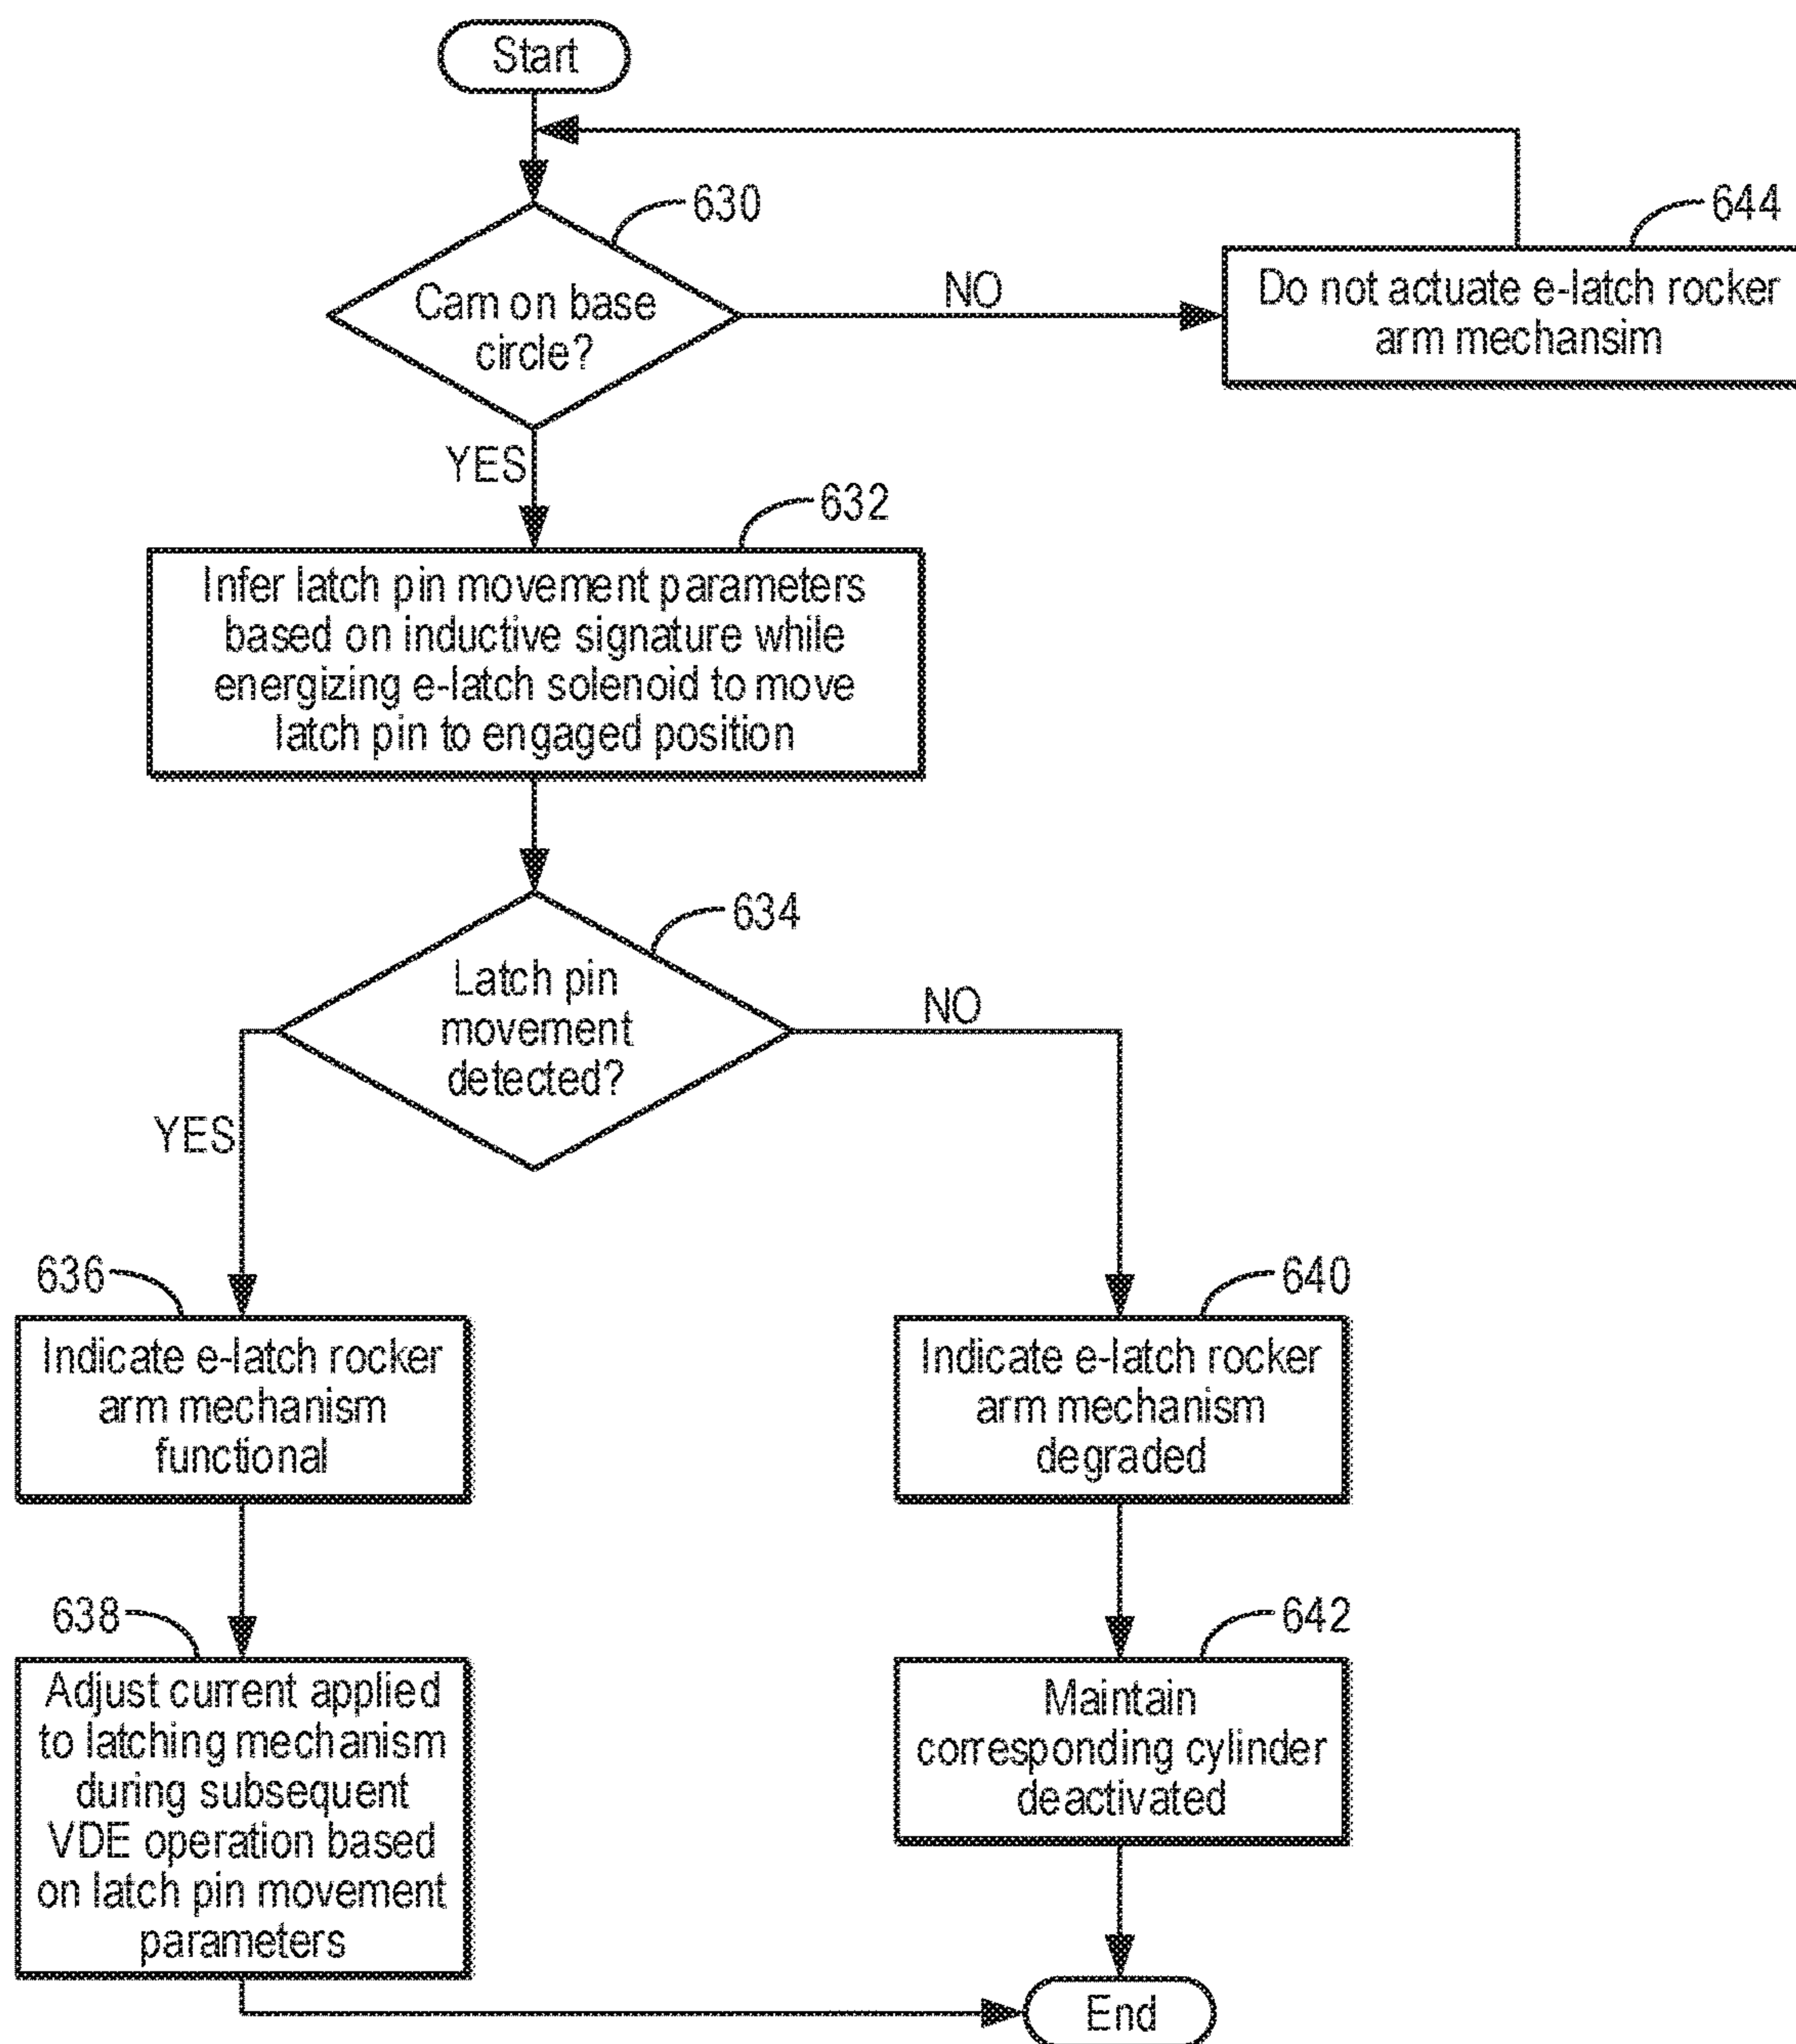 Start
630
644
Cam on base
circle?
NO
Do not actuate e-latch rocker
arm mechansim
YES
632
Infer latch pin movement parameters
based on inductive signature while
energizing e-latch solenoid to move
latch pin to engaged position
634
Latch pin
movement
detected?
NO
YES
636
640
Indicate e-latch rocker
arm mechanism
functional
Indicate e-latch rocker
arm mechanism
degraded
638
642
Adjust current applied
to latching mechanism
during subsequent
VDE operation based
on latch pin movement
parameters
Maintain
corresponding cylinder
deactivated
End